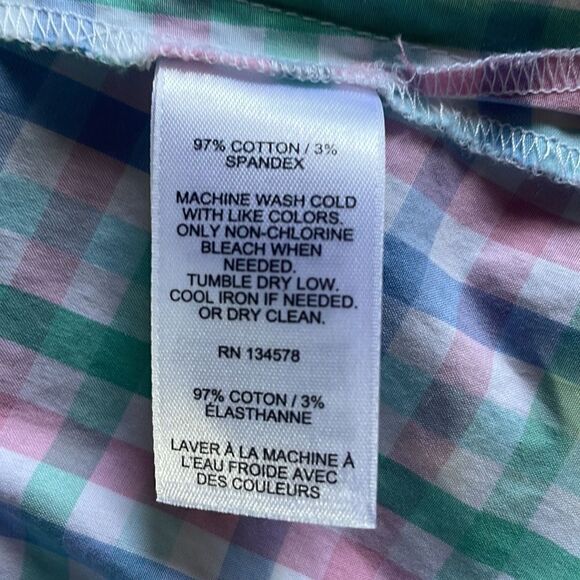 97% COTTON / 3%
SPANDEX
MACHINE WASH COLD
WITH LIKE COLORS.
ONLY NON-CHLORINE
BLEACH WHEN
NEEDED.
TUMBLE DRY LOW.
COOL IRON IF NEEDED.
OR DRY CLEAN.
RN 134578
97% COTON / 3%
ÉLASTHANNE
LAVER À LA MACHINE À
L'EAU FROIDE AVEC
DES COULEURS